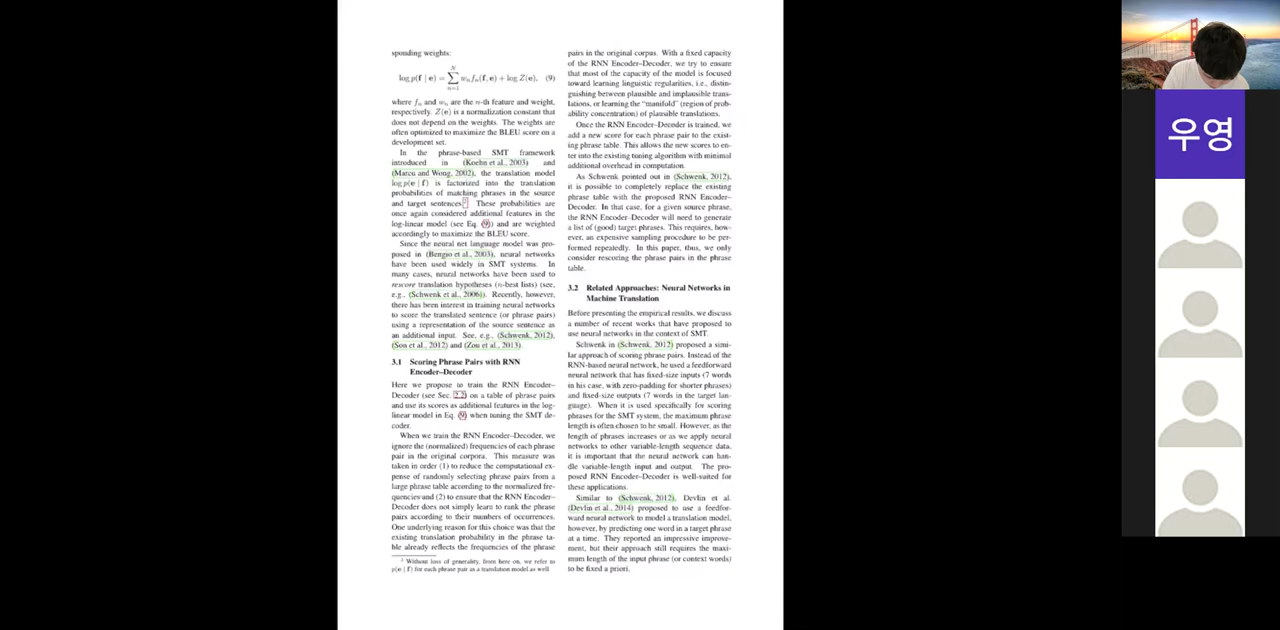 sponding weights:
log p(f | e) = ∑ w_n f_n(f, e) + log Z(e), (9)
N
n=1
where f_n and w_n are the n-th feature and weight,
respectively. Z(e) is a normalization constant that
does not depend on the weights. The weights are
often optimized to maximize the BLEU score on a
development set.
In the phrase-based SMT framework
introduced in (Koehn et al., 2003) and
(Marcu and Wong, 2002), the translation model
log p(e | f) is factorized into the translation
probabilities of matching phrases in the source
and target sentences.2 These probabilities are
once again considered additional features in the
log-linear model (see Eq. (9)) and are weighted
accordingly to maximize the BLEU score.
Since the neural net language model was pro-
posed in (Bengio et al., 2003), neural networks
have been used widely in SMT systems. In
many cases, neural networks have been used to
rescore translation hypotheses (n-best lists) (see,
e.g., (Schwenk et al., 2006)). Recently, however,
there has been interest in training neural networks
to score the translated sentence (or phrase pairs)
using a representation of the source sentence as
an additional input. See, e.g., (Schwenk, 2012),
(Son et al., 2012) and (Zou et al., 2013).
3.1 Scoring Phrase Pairs with RNN
Encoder–Decoder
Here we propose to train the RNN Encoder–
Decoder (see Sec. 2.2) on a table of phrase pairs
and use its scores as additional features in the log-
linear model in Eq. (9) when tuning the SMT de-
coder.
When we train the RNN Encoder–Decoder, we
ignore the (normalized) frequencies of each phrase
pair in the original corpora. This measure was
taken in order (1) to reduce the computational ex-
pense of randomly selecting phrase pairs from a
large phrase table according to the normalized fre-
quencies and (2) to ensure that the RNN Encoder–
Decoder does not simply learn to rank the phrase
pairs according to their numbers of occurrences.
One underlying reason for this choice was that the
existing translation probability in the phrase ta-
ble already reflects the frequencies of the phrase
2 Without loss of generality, from here on, we refer to
p(e | f) for each phrase pair as a translation model as well
pairs in the original corpus. With a fixed capacity
of the RNN Encoder–Decoder, we try to ensure
that most of the capacity of the model is focused
toward learning linguistic regularities, i.e., distin-
guishing between plausible and implausible trans-
lations, or learning the "manifold" (region of prob-
ability concentration) of plausible translations.
Once the RNN Encoder–Decoder is trained, we
add a new score for each phrase pair to the exist-
ing phrase table. This allows the new scores to en-
ter into the existing tuning algorithm with minimal
additional overhead in computation.
As Schwenk pointed out in (Schwenk, 2012),
it is possible to completely replace the existing
phrase table with the proposed RNN Encoder–
Decoder. In that case, for a given source phrase,
the RNN Encoder–Decoder will need to generate
a list of (good) target phrases. This requires, how-
ever, an expensive sampling procedure to be per-
formed repeatedly. In this paper, thus, we only
consider rescoring the phrase pairs in the phrase
table.
3.2 Related Approaches: Neural Networks in
Machine Translation
Before presenting the empirical results, we discuss
a number of recent works that have proposed to
use neural networks in the context of SMT.
Schwenk in (Schwenk, 2012) proposed a simi-
lar approach of scoring phrase pairs. Instead of the
RNN-based neural network, he used a feedforward
neural network that has fixed-size inputs (7 words
in his case, with zero-padding for shorter phrases)
and fixed-size outputs (7 words in the target lan-
guage). When it is used specifically for scoring
phrases for the SMT system, the maximum phrase
length is often chosen to be small. However, as the
length of phrases increases or as we apply neural
networks to other variable-length sequence data,
it is important that the neural network can han-
dle variable-length input and output. The pro-
posed RNN Encoder–Decoder is well-suited for
these applications.
Similar to (Schwenk, 2012), Devlin et al.
(Devlin et al., 2014) proposed to use a feedfor-
ward neural network to model a translation model,
however, by predicting one word in a target phrase
at a time. They reported an impressive improve-
ment, but their approach still requires the maxi-
mum length of the input phrase (or context words)
to be fixed a priori.
우영